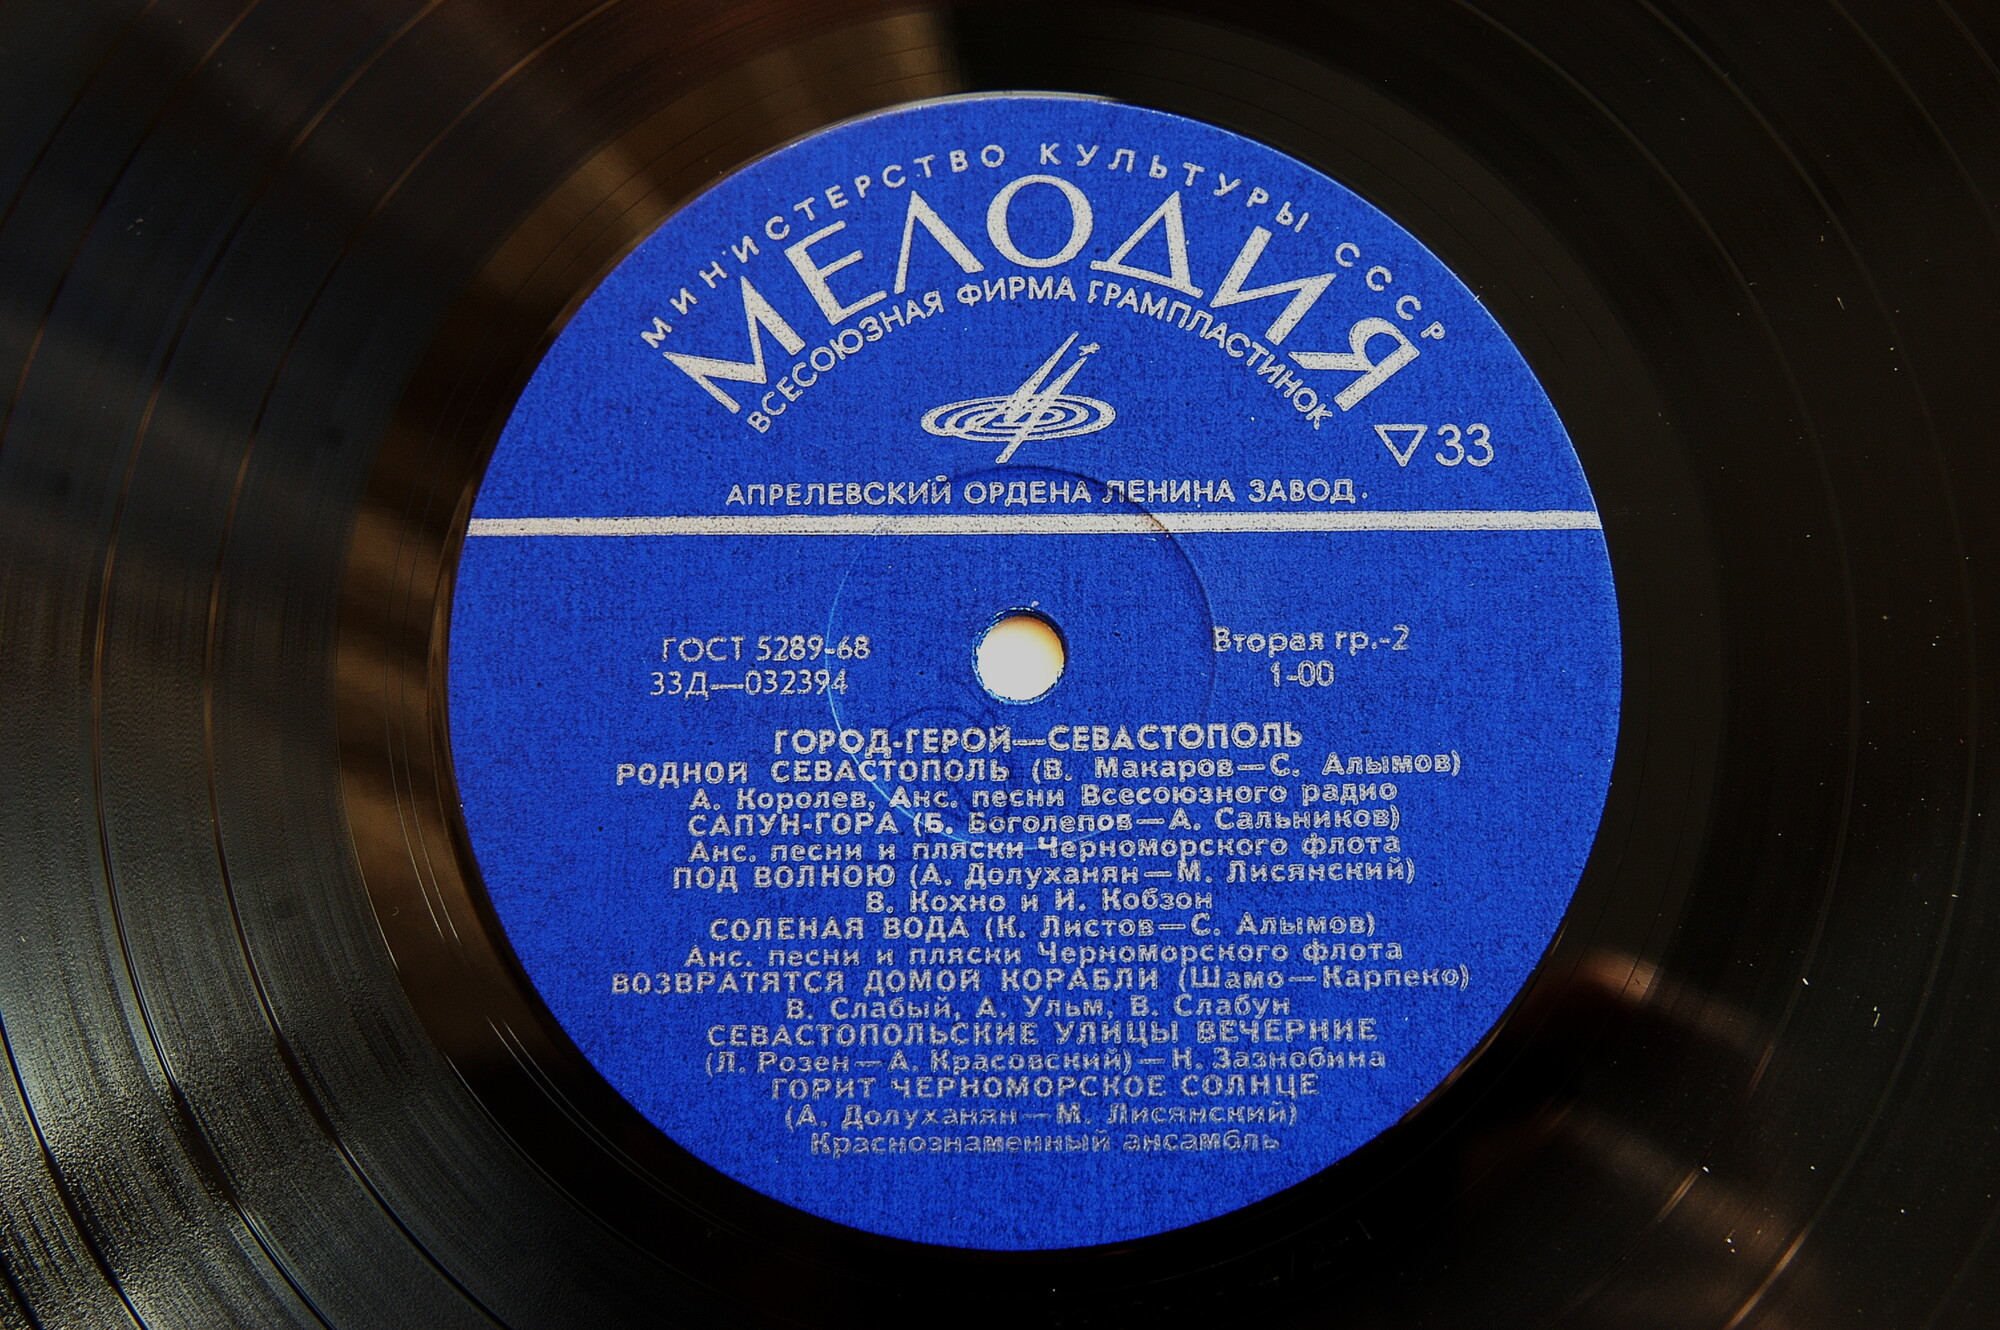 МИНИСТЕРСТВО КУЛЬТУРЫ СССР
МЕЛОДИЯ
ВСЕСОЮЗНАЯ ФИРМА ГРАМПЛАСТИНОК
▽33
АПРЕЛЕВСКИЙ ОРДЕНА ЛЕНИНА ЗАВОД.
ГОСТ 5289-68
33Д—032394
Вторая гр.-2
1-00
ГОРОД-ГЕРОЙ—СЕВАСТОПОЛЬ
РОДНОЙ СЕВАСТОПОЛЬ (В. Макаров—С. Алымов)
А. Королев, Анс. песни Всесоюзного радио
САПУН-ГОРА (Б. Боголепов—А. Сальников)
Анс. песни и пляски Черноморского флота
ПОД ВОЛНОЮ (А. Долуханян—М. Лисянский)
В. Кохно и И. Кобзон
СОЛЕНАЯ ВОДА (К. Листов—С. Алымов)
Анс. песни и пляски Черноморского флота
ВОЗВРАТЯТСЯ ДОМОЙ КОРАБЛИ (Шамо—Карпеко)
В. Слабый, А. Ульм, В. Слабун
СЕВАСТОПОЛЬСКИЕ УЛИЦЫ ВЕЧЕРНИЕ
(Л. Розен—А. Красовский)—Н. Зазнобина
ГОРИТ ЧЕРНОМОРСКОЕ СОЛНЦЕ
(А. Долуханян—М. Лисянский)
Краснознаменный ансамбль